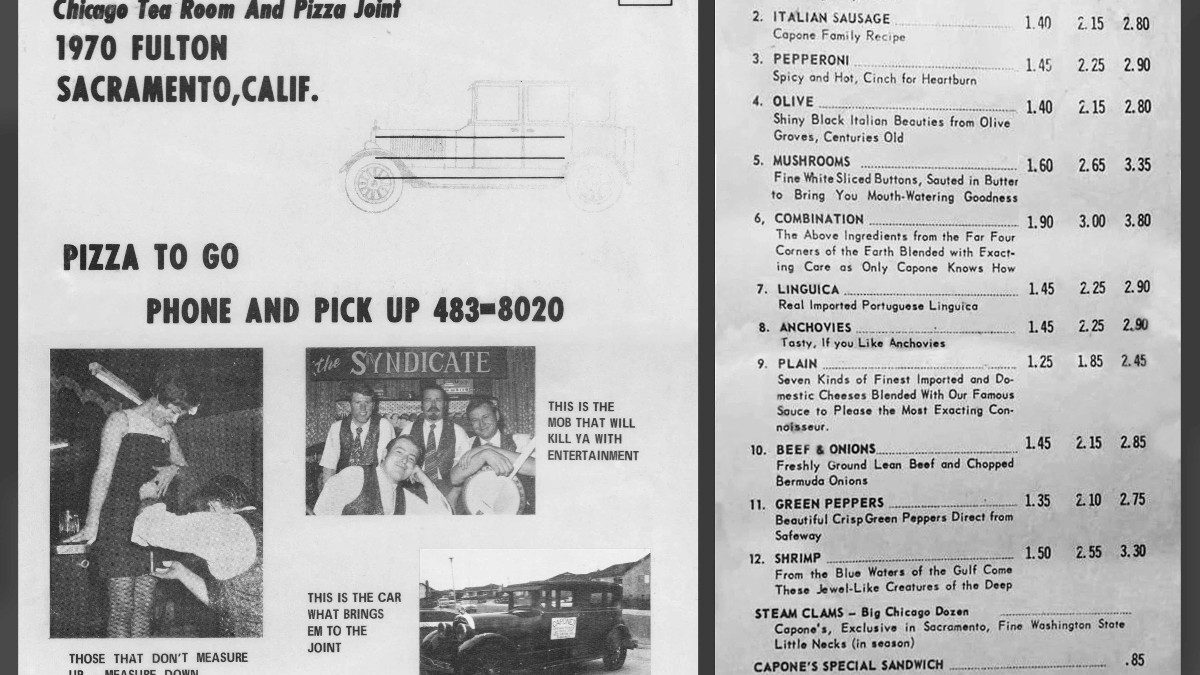 Chicago Tea Room And Pizza Joint
1970 FULTON
SACRAMENTO, CALIF.
PIZZA TO GO
PHONE AND PICK UP 483=8020
the SYNDICATE
THIS IS THE
MOB THAT WILL
KILL YA WITH
ENTERTAINMENT
THIS IS THE CAR
WHAT BRINGS
EM TO THE
JOINT
CAPONE'S
THOSE THAT DON'T MEASURE
UP MEASURE DOWN
2. ITALIAN SAUSAGE 1.40 2.15 2.80
Capone Family Recipe
3. PEPPERONI 1.45 2.25 2.90
Spicy and Hot, Cinch for Heartburn
4. OLIVE 1.40 2.15 2.80
Shiny Black Italian Beauties from Olive
Groves, Centuries Old
5. MUSHROOMS 1.60 2.65 3.35
Fine White Sliced Buttons, Sauted in Butter
to Bring You Mouth-Watering Goodness
6, COMBINATION 1.90 3.00 3.80
The Above Ingredients from the Far Four
Corners of the Earth Blended with Exact-
ing Care as Only Capone Knows How
7. LINGUICA 1.45 2.25 2.90
Real Imported Portuguese Linguica
8. ANCHOVIES 1.45 2.25 2.90
Tasty, If you Like Anchovies
9. PLAIN 1.25 1.85 2.45
Seven Kinds of Finest Imported and Do-
mestic Cheeses Blended With Our Famous
Sauce to Please the Most Exacting Con-
noisseur.
10. BEEF & ONIONS 1.45 2.15 2.85
Freshly Ground Lean Beef and Chopped
Bermuda Onions
11. GREEN PEPPERS 1.35 2.10 2.75
Beautiful Crisp Green Peppers Direct from
Safeway
12. SHRIMP 1.50 2.55 3.30
From the Blue Waters of the Gulf Come
These Jewel-Like Creatures of the Deep
STEAM CLAMS – Big Chicago Dozen
Capone's, Exclusive in Sacramento, Fine Washington State
Little Necks (in season)
CAPONE'S SPECIAL SANDWICH .85